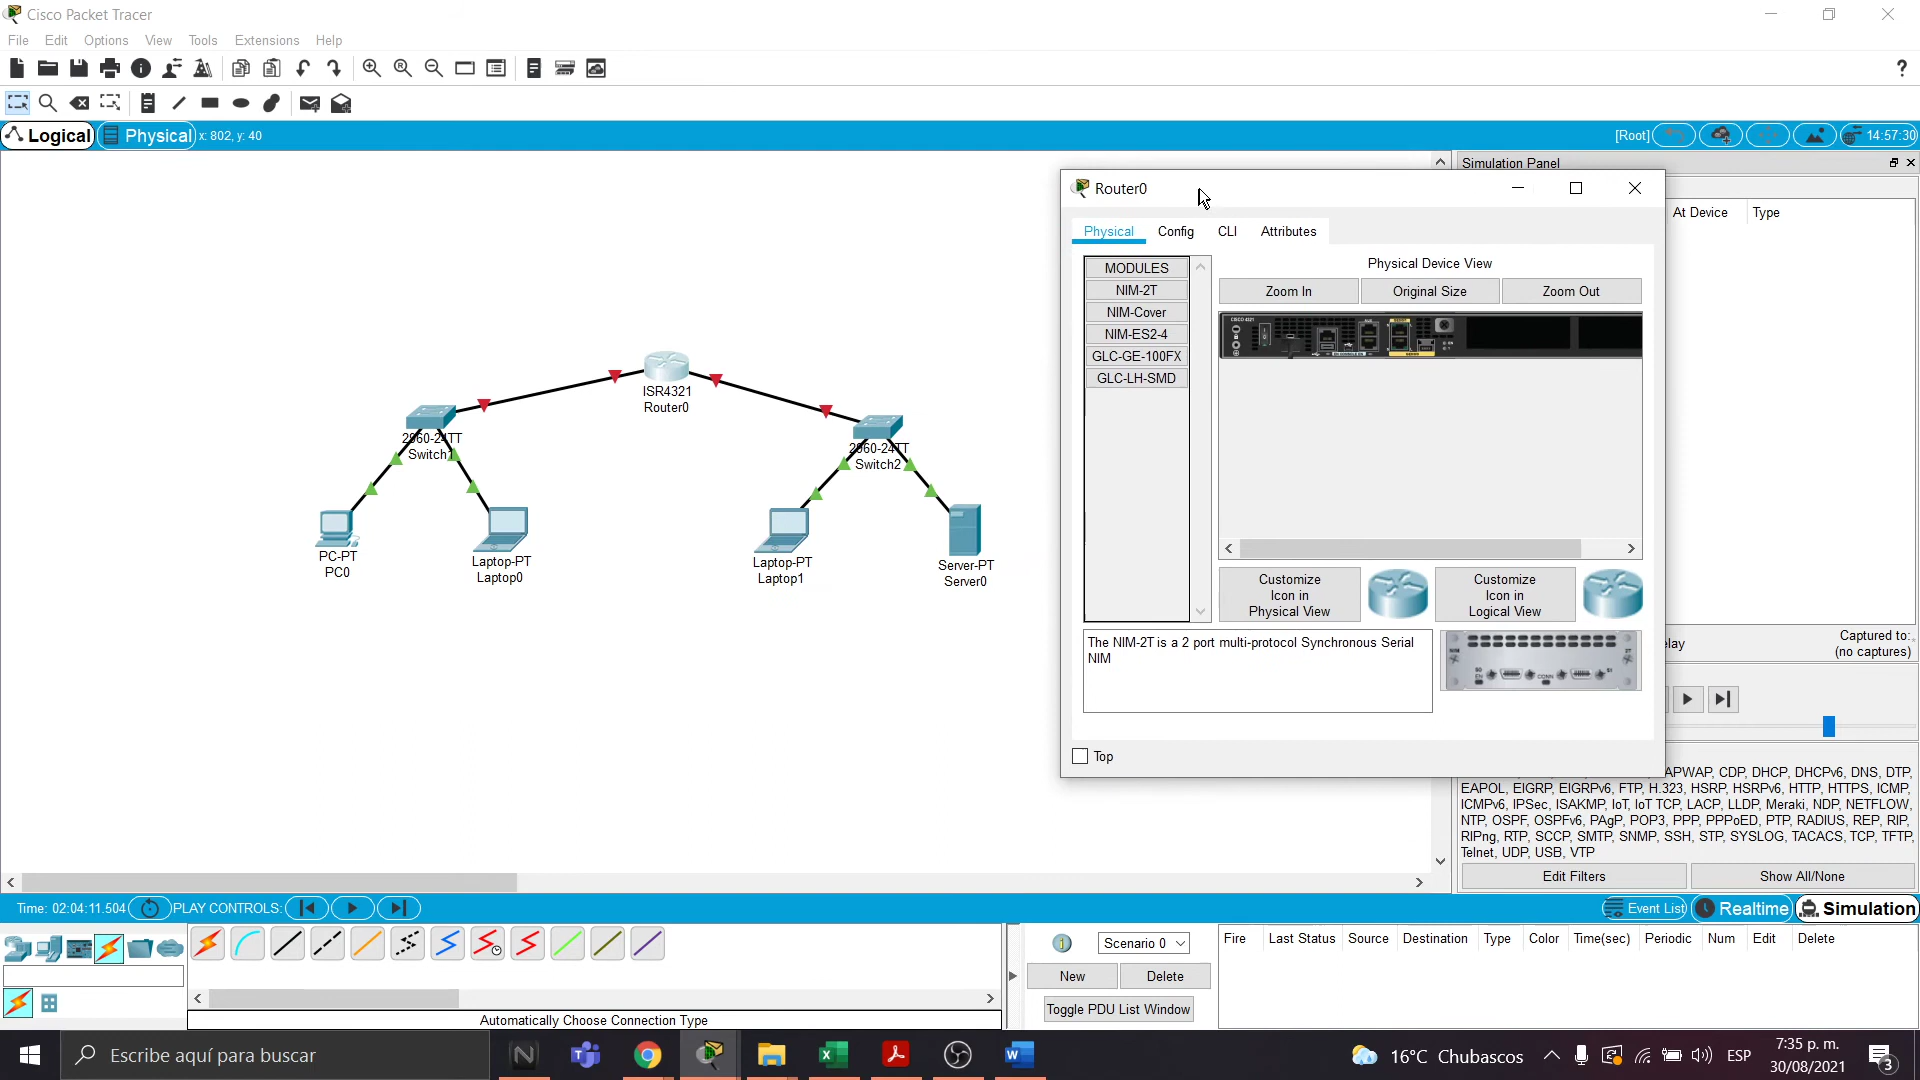 Cisco Packet Tracer
File Edit Options View Tools Extensions Help
Logical Physical x: 802, y: 40
[Root] 14:57:30
Simulation Panel
At Device Type
Router0
Physical Config CLI Attributes
MODULES
NIM-2T
NIM-Cover
NIM-ES2-4
GLC-GE-100FX
GLC-LH-SMD
Physical Device View
Zoom In Original Size Zoom Out
CISCO 4321
Customize
Icon in
Physical View
Customize
Icon in
Logical View
The NIM-2T is a 2 port multi-protocol Synchronous Serial
NIM
Top
ISR4321
Router0
2960-24TT
Switch1
2960-24TT
Switch2
PC-PT
PC0
Laptop-PT
Laptop0
Laptop-PT
Laptop1
Server-PT
Server0
elay
Captured to:
(no captures)
APWAP, CDP, DHCP, DHCPv6, DNS, DTP,
EAPOL, EIGRP, EIGRPv6, FTP, H.323, HSRP, HSRPv6, HTTP, HTTPS, ICMP,
ICMPv6, IPSec, ISAKMP, IoT, IoT TCP, LACP, LLDP, Meraki, NDP, NETFLOW,
NTP, OSPF, OSPFv6, PAgP, POP3, PPP, PPPoED, PTP, RADIUS, REP, RIP,
RIPng, RTP, SCCP, SMTP, SNMP, SSH, STP, SYSLOG, TACACS, TCP, TFTP,
Telnet, UDP, USB, VTP
Edit Filters Show All/None
Time: 02:04:11.504 PLAY CONTROLS:
Event List Realtime Simulation
Scenario 0
New Delete
Toggle PDU List Window
Fire Last Status Source Destination Type Color Time(sec) Periodic Num Edit Delete
Automatically Choose Connection Type
Escribe aquí para buscar
16°C Chubascos
ESP
7:35 p. m.
30/08/2021
3